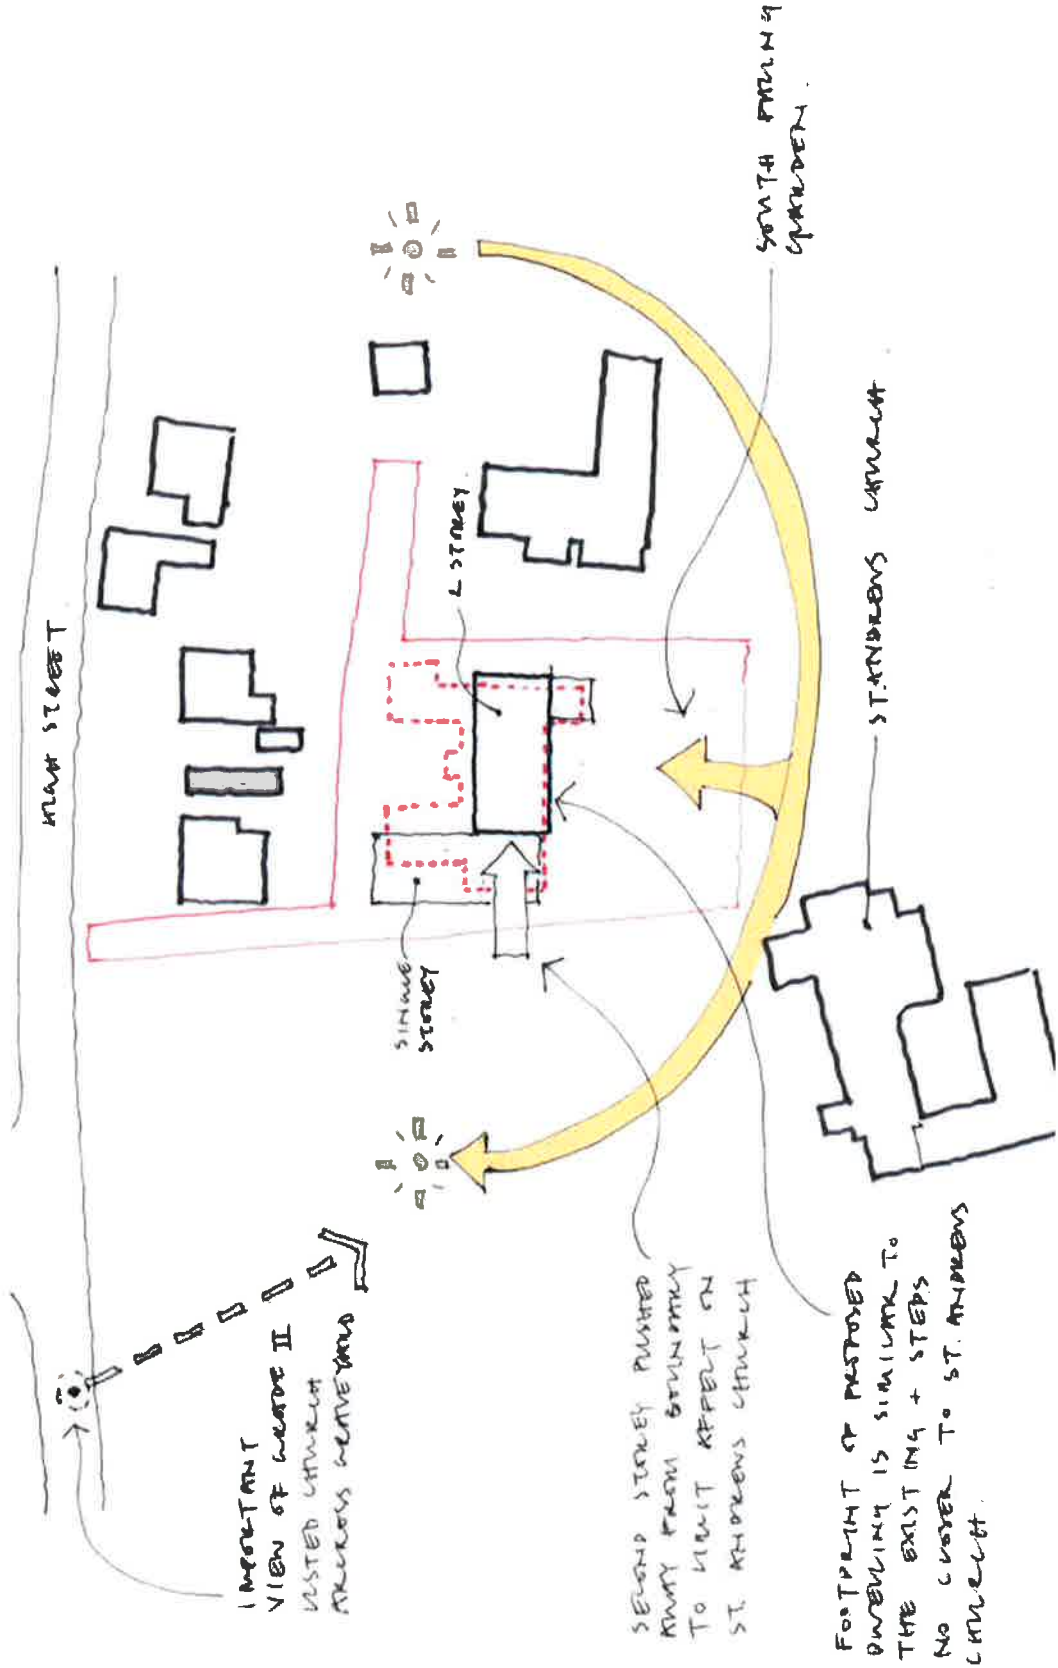 HIGH STREET
SOUTH FACING
GARDEN.
2 STOREY
ST. ANDREWS CHURCH
SINGLE
STOREY
IMPORTANT
VIEW OF GRADE II
LISTED CHURCH
ACROSS GRAVEYARD
SECOND STOREY PUSHED
AWAY FROM BOUNDARY
TO LIMIT AFFECT ON
ST. ANDREWS CHURCH
FOOTPRINT OF PROPOSED
DWELLING IS SIMILAR TO
THE EXISTING + STEPS
NO CLOSER TO ST. ANDREWS
CHURCH.